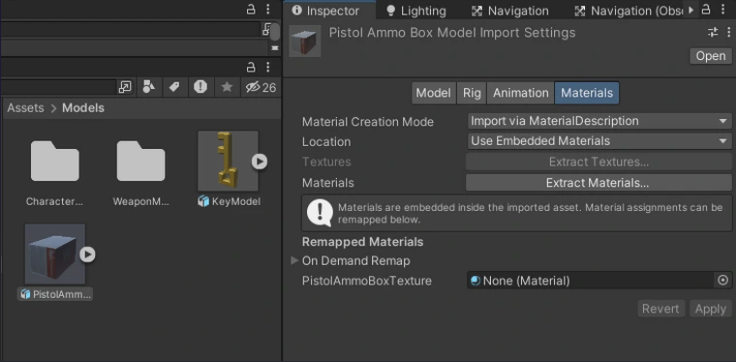 Inspector
Lighting
Navigation
Navigation (Obs
Pistol Ammo Box Model Import Settings
Open
26
Assets > Models
Model
Rig
Animation
Materials
Material Creation Mode
Import via MaterialDescription
Location
Use Embedded Materials
Textures
Extract Textures...
Materials
Extract Materials...
Materials are embedded inside the imported asset. Material assignments can be
remapped below.
Remapped Materials
On Demand Remap
PistolAmmoBoxTexture
None (Material)
Revert
Apply
Character...
WeaponM...
KeyModel
PistolAmm...